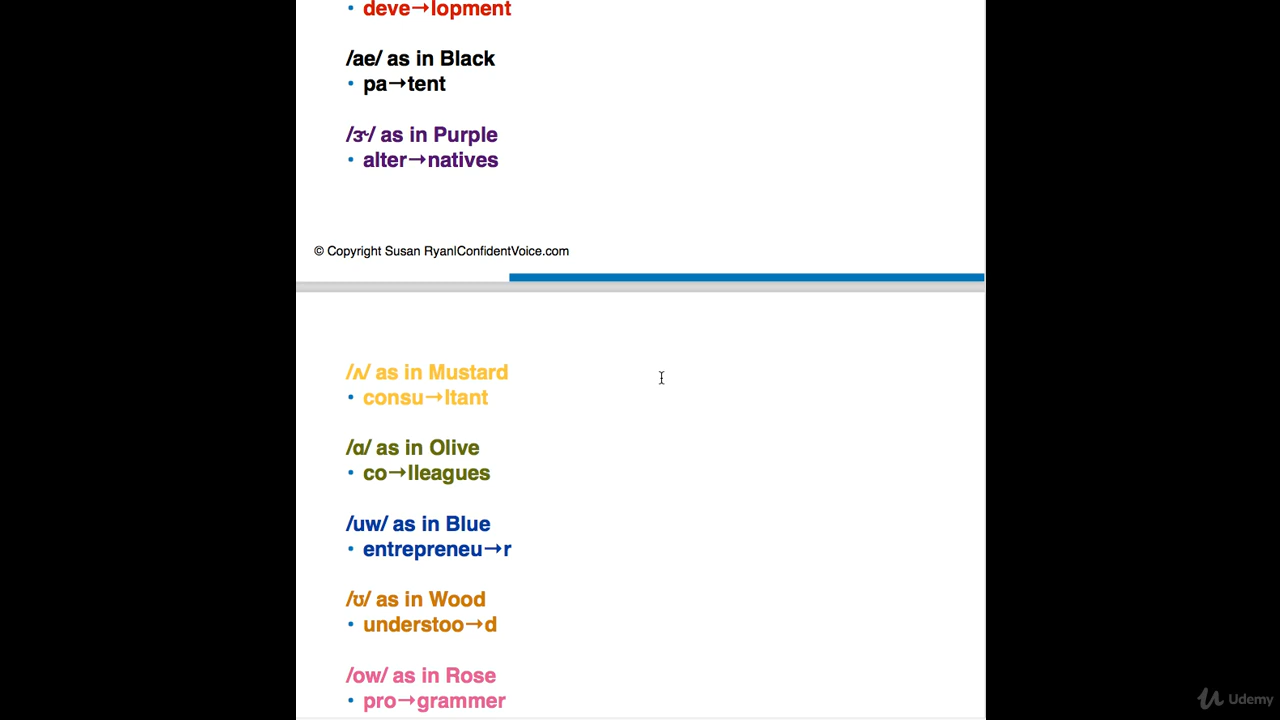 • deve→lopment
/ae/ as in Black
• pa→tent
/ɝ/ as in Purple
• alter→natives
© Copyright Susan Ryan|ConfidentVoice.com
/ʌ/ as in Mustard
• consu→ltant
/ɑ/ as in Olive
• co→lleagues
/uw/ as in Blue
• entrepreneu→r
/ʊ/ as in Wood
• understoo→d
/ow/ as in Rose
• pro→grammer
Udemy